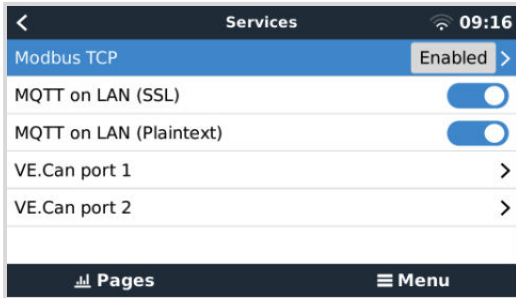 Services 09:16
Modbus TCP Enabled
MQTT on LAN (SSL)
MQTT on LAN (Plaintext)
VE.Can port 1
VE.Can port 2
Pages Menu